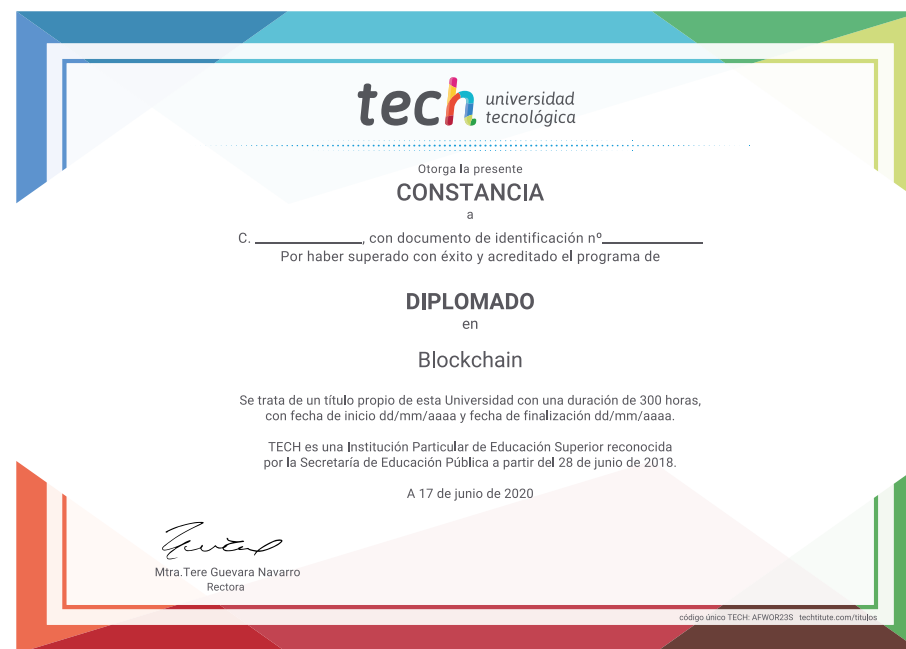 tech universidad
tecnológica
Otorga la presente
CONSTANCIA
a
C. ______________, con documento de identificación nº_____________
Por haber superado con éxito y acreditado el programa de
DIPLOMADO
en
Blockchain
Se trata de un título propio de esta Universidad con una duración de 300 horas,
con fecha de inicio dd/mm/aaaa y fecha de finalización dd/mm/aaaa.
TECH es una Institución Particular de Educación Superior reconocida
por la Secretaría de Educación Pública a partir del 28 de junio de 2018.
A 17 de junio de 2020
Mtra.Tere Guevara Navarro
Rectora
código único TECH: AFWOR23S techtitute.com/titulos